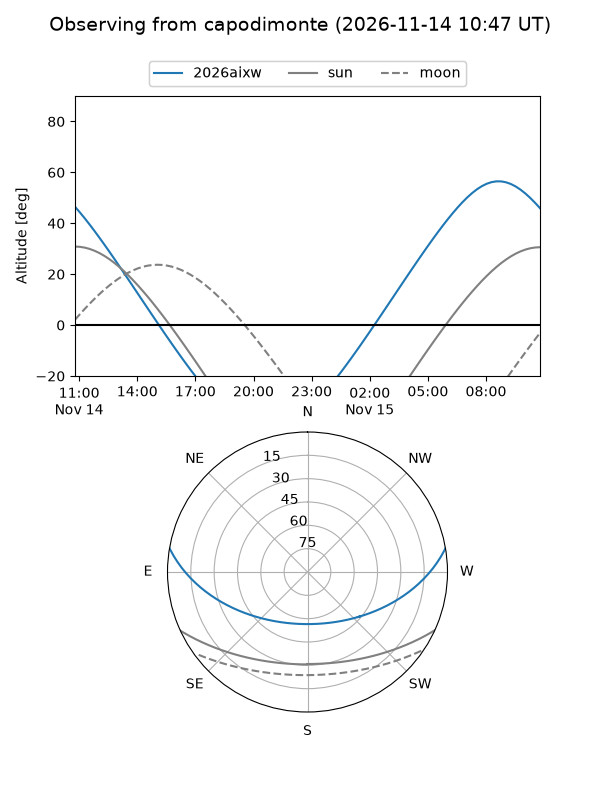 Observing from capodimonte (2026-11-14 10:47 UT)
2026aixw sun moon
80
60
40
20
0
−20
Altitude [deg]
11:00 14:00 17:00 20:00 23:00 02:00 05:00 08:00
Nov 14 Nov 15
N
NE NW
15
30
45
60
75
E W
SE SW
S